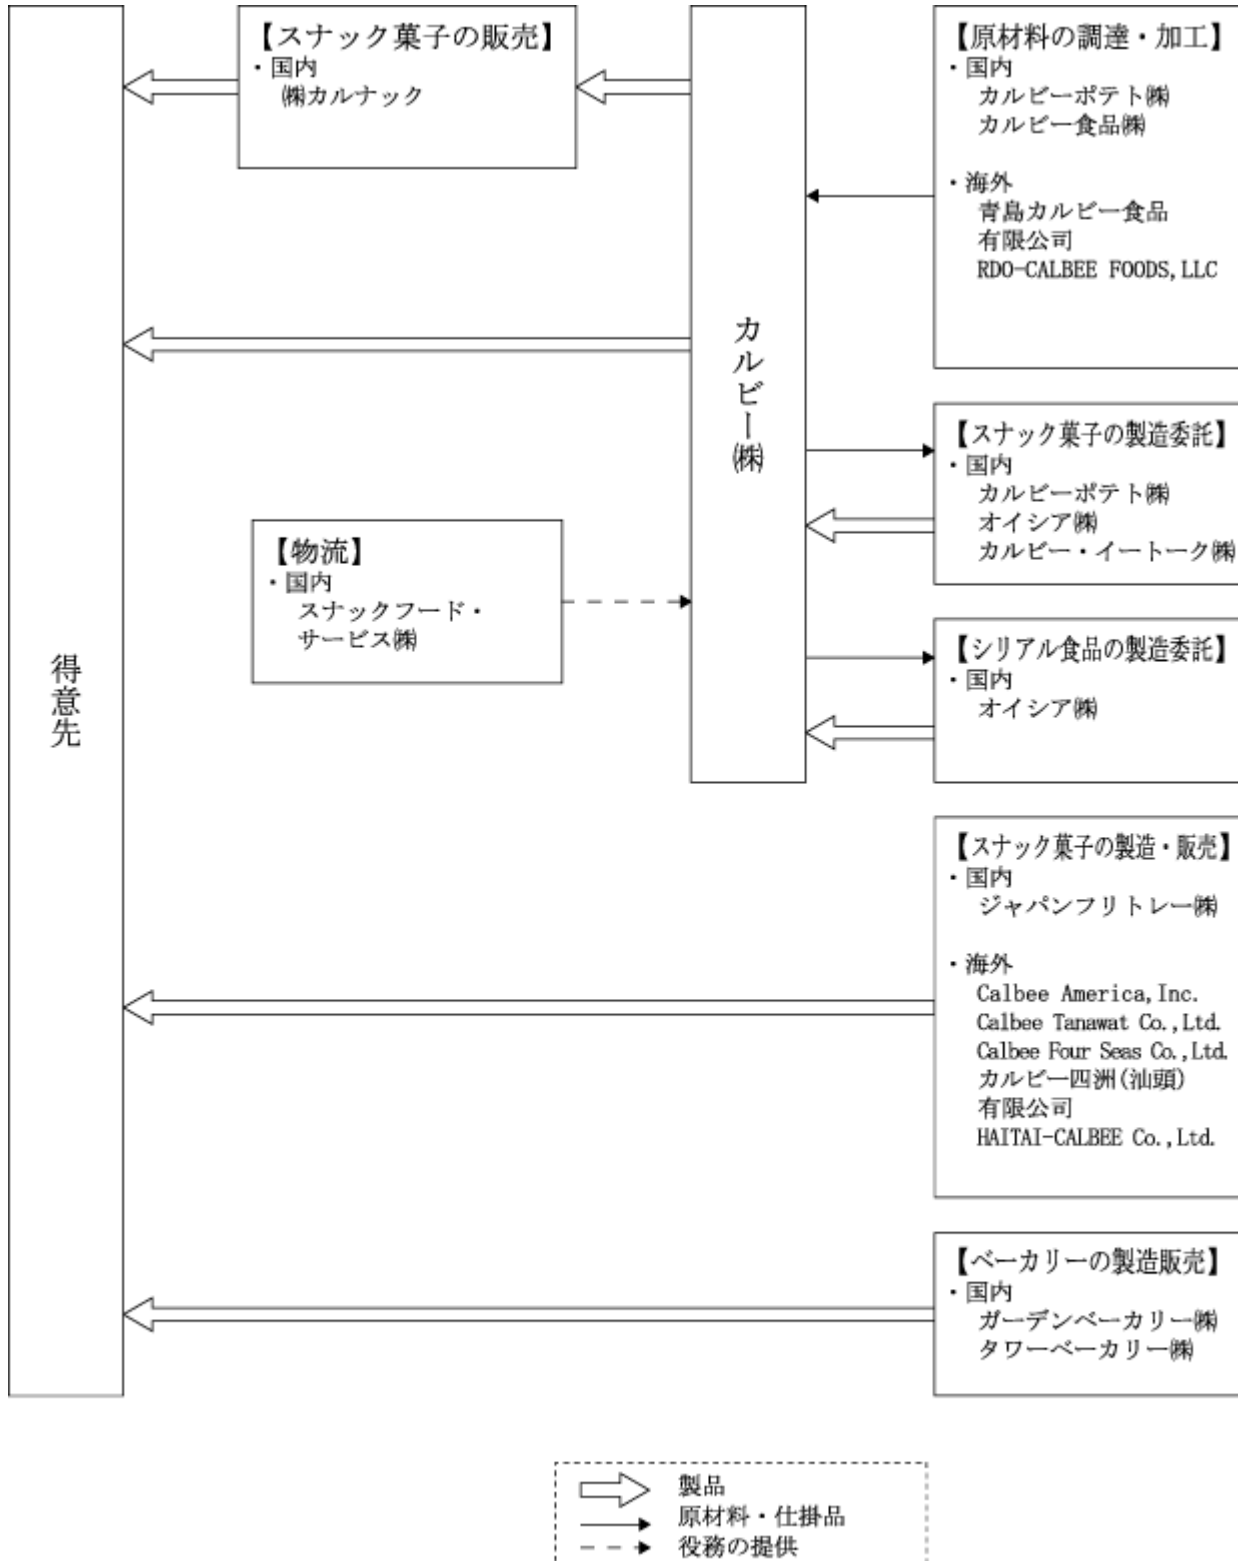 【スナック菓子の販売】
・国内
㈱カルナック
【原材料の調達・加工】
・国内
カルビーポテト㈱
カルビー食品㈱
・海外
青島カルビー食品
有限公司
RDO-CALBEE FOODS,LLC
カルビー㈱
【スナック菓子の製造委託】
・国内
カルビーポテト㈱
オイシア㈱
カルビー・イートーク㈱
【物流】
・国内
スナックフード・
サービス㈱
【シリアル食品の製造委託】
・国内
オイシア㈱
得意先
【スナック菓子の製造・販売】
・国内
ジャパンフリトレー㈱
・海外
Calbee America,Inc.
Calbee Tanawat Co.,Ltd.
Calbee Four Seas Co.,Ltd.
カルビー四洲(汕頭)
有限公司
HAITAI-CALBEE Co.,Ltd.
【ベーカリーの製造販売】
・国内
ガーデンベーカリー㈱
タワーベーカリー㈱
製品
原材料・仕掛品
役務の提供